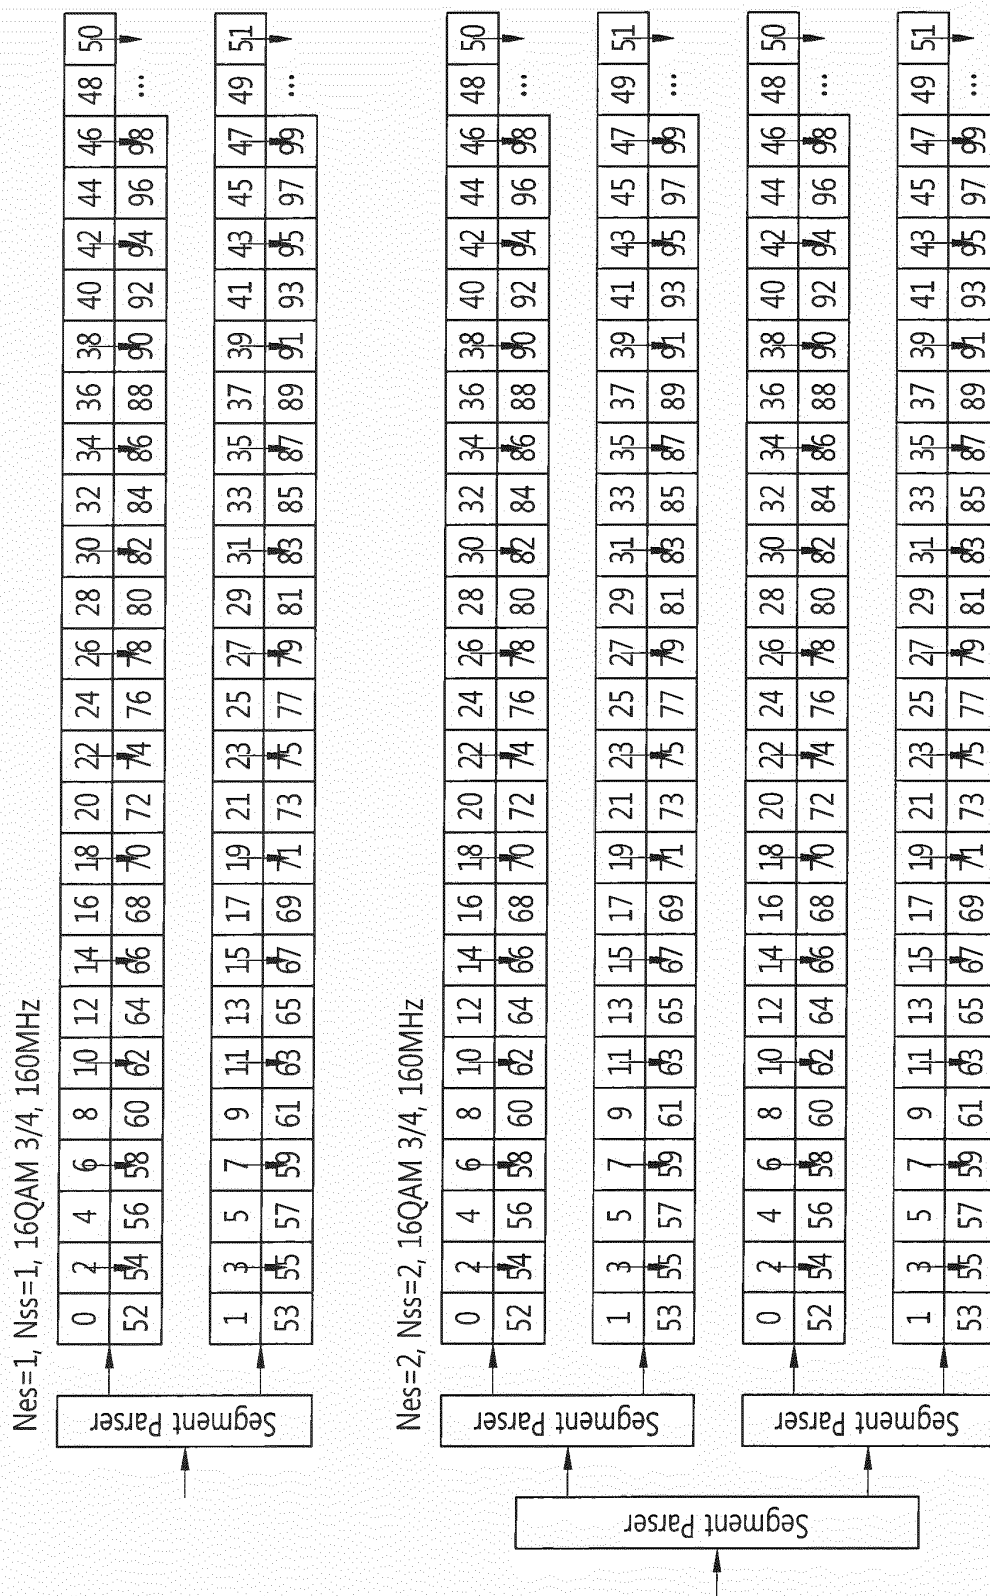 Nes=1, Nss=1, 16QAM 3/4, 160MHz
Segment Parser
0 2 4 6 8 10 12 14 16 18 20 22 24 26 28 30 32 34 36 38 40 42 44 46 48 50
52 54 56 58 60 62 64 66 68 70 72 74 76 78 80 82 84 86 88 90 92 94 96 98 ...
1 3 5 7 9 11 13 15 17 19 21 23 25 27 29 31 33 35 37 39 41 43 45 47 49 51
53 55 57 59 61 63 65 67 69 71 73 75 77 79 81 83 85 87 89 91 93 95 97 99 ...
Nes=2, Nss=2, 16QAM 3/4, 160MHz
Segment Parser
Segment Parser
0 2 4 6 8 10 12 14 16 18 20 22 24 26 28 30 32 34 36 38 40 42 44 46 48 50
52 54 56 58 60 62 64 66 68 70 72 74 76 78 80 82 84 86 88 90 92 94 96 98 ...
1 3 5 7 9 11 13 15 17 19 21 23 25 27 29 31 33 35 37 39 41 43 45 47 49 51
53 55 57 59 61 63 65 67 69 71 73 75 77 79 81 83 85 87 89 91 93 95 97 99 ...
Segment Parser
0 2 4 6 8 10 12 14 16 18 20 22 24 26 28 30 32 34 36 38 40 42 44 46 48 50
52 54 56 58 60 62 64 66 68 70 72 74 76 78 80 82 84 86 88 90 92 94 96 98 ...
1 3 5 7 9 11 13 15 17 19 21 23 25 27 29 31 33 35 37 39 41 43 45 47 49 51
53 55 57 59 61 63 65 67 69 71 73 75 77 79 81 83 85 87 89 91 93 95 97 99 ...